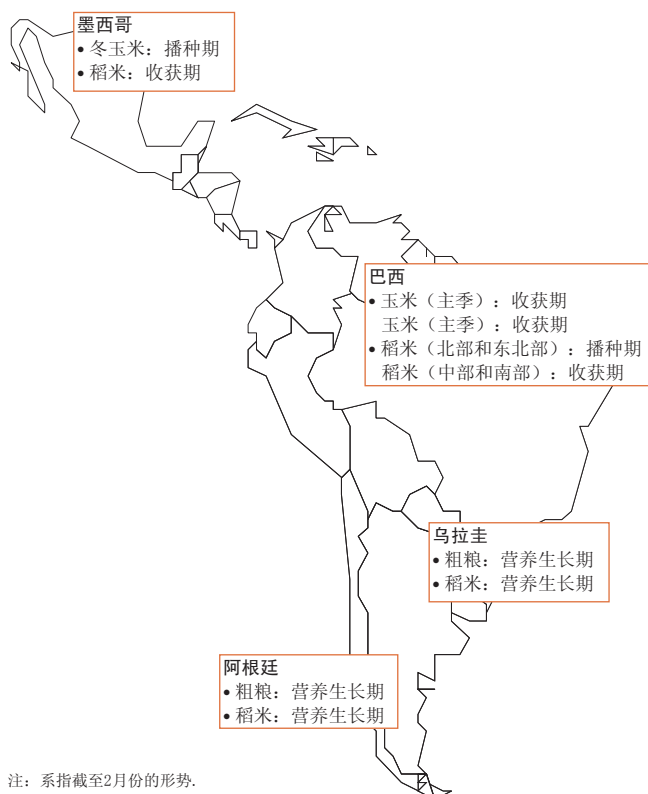 墨西哥
• 冬玉米：播种期
• 稻米：收获期
巴西
• 玉米（主季）：收获期
玉米（主季）：收获期
• 稻米（北部和东北部）：播种期
稻米（中部和南部）：收获期
乌拉圭
• 粗粮：营养生长期
• 稻米：营养生长期
阿根廷
• 粗粮：营养生长期
• 稻米：营养生长期
注：系指截至2月份的形势.